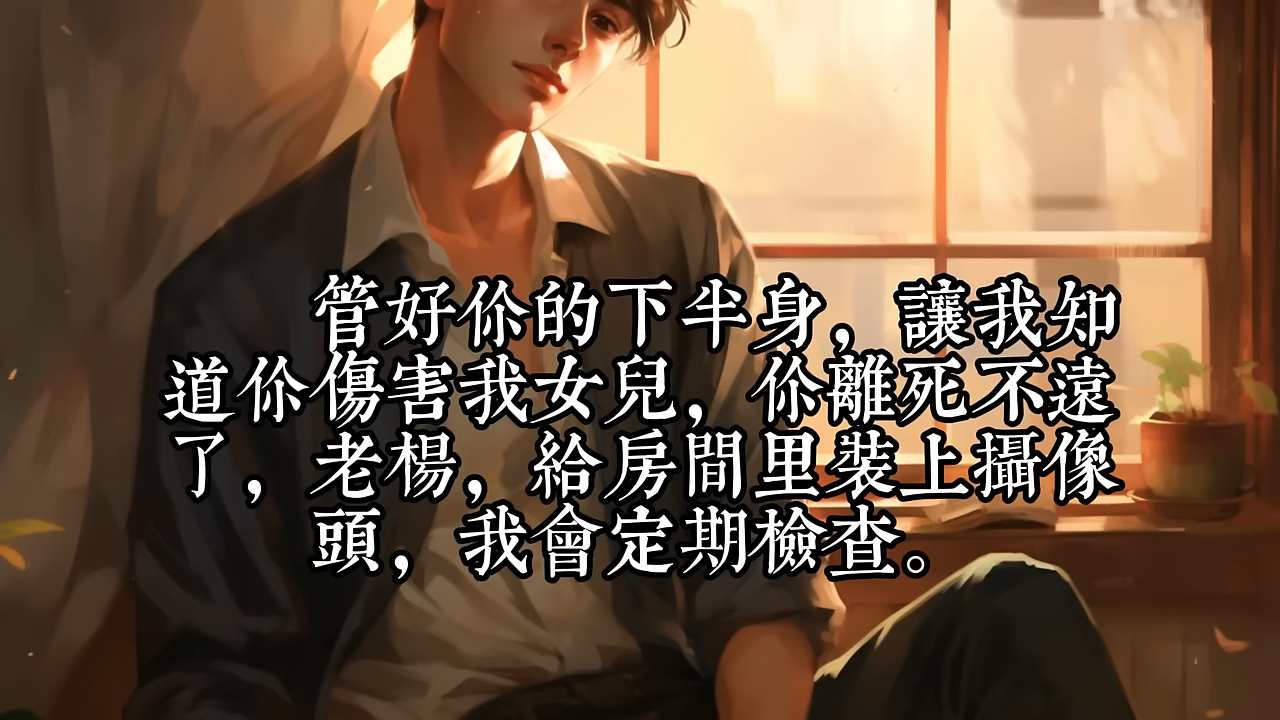 管好你的下半身，讓我知
道你傷害我女兒，你離死不遠
了，老楊，給房間里裝上攝像
頭，我會定期檢查。